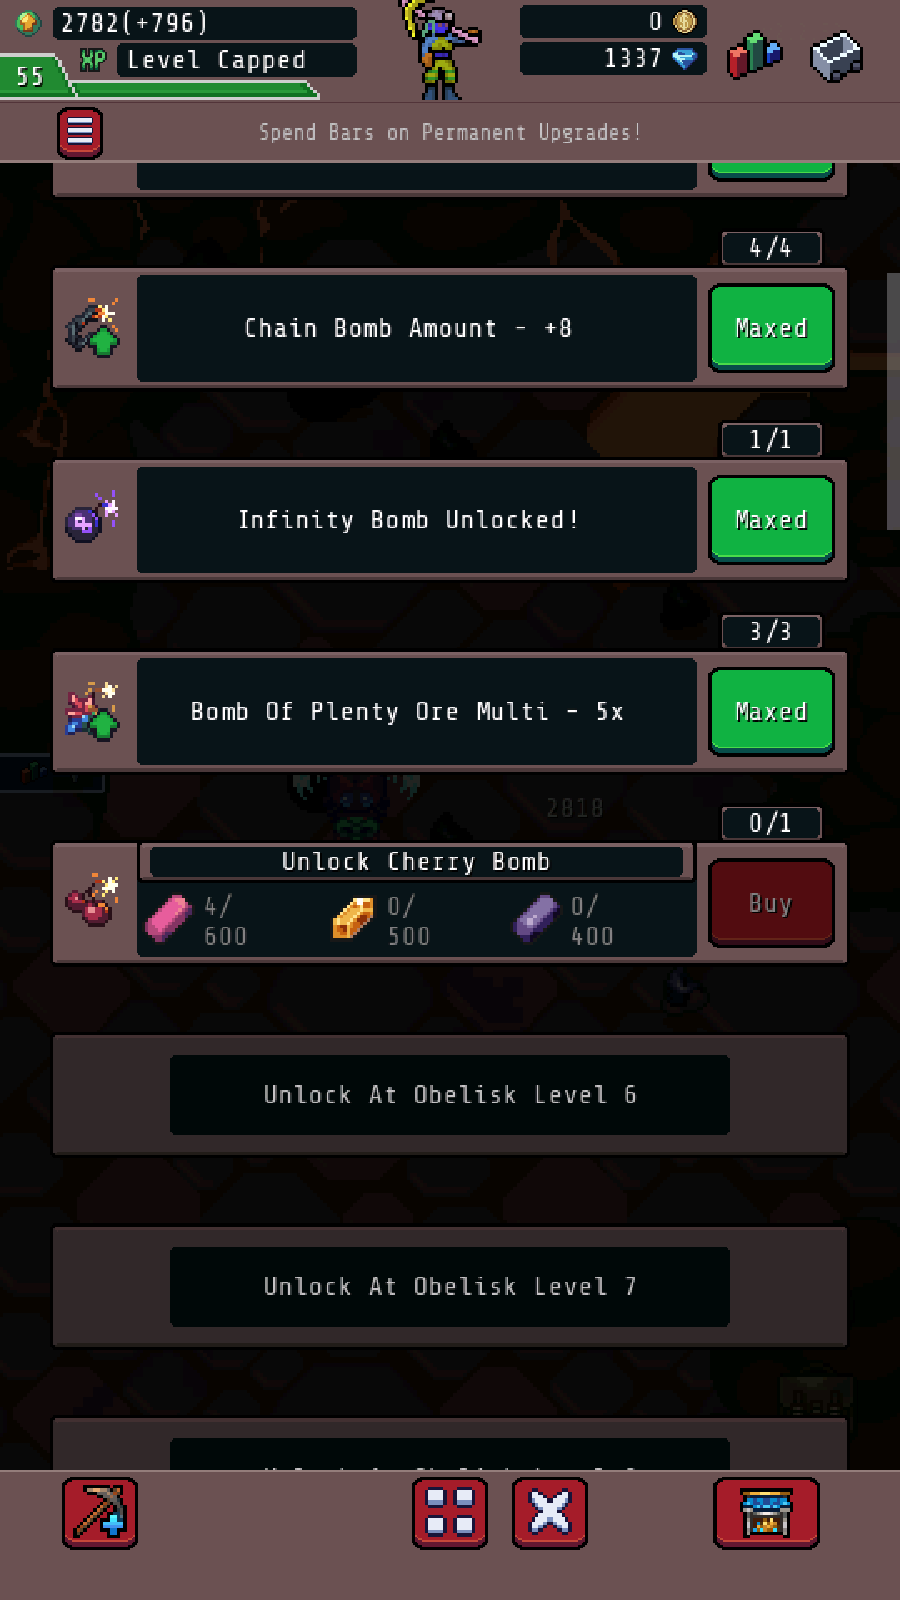 2782(+796)
0
XP Level Capped
1337
55
Spend Bars on Permanent Upgrades!
4/4
Chain Bomb Amount - +8
Maxed
1/1
Infinity Bomb Unlocked!
Maxed
3/3
Bomb Of Plenty Ore Multi - 5x
Maxed
2818
0/1
Unlock Cherry Bomb
4/
600
0/
500
0/
400
Buy
Unlock At Obelisk Level 6
Unlock At Obelisk Level 7